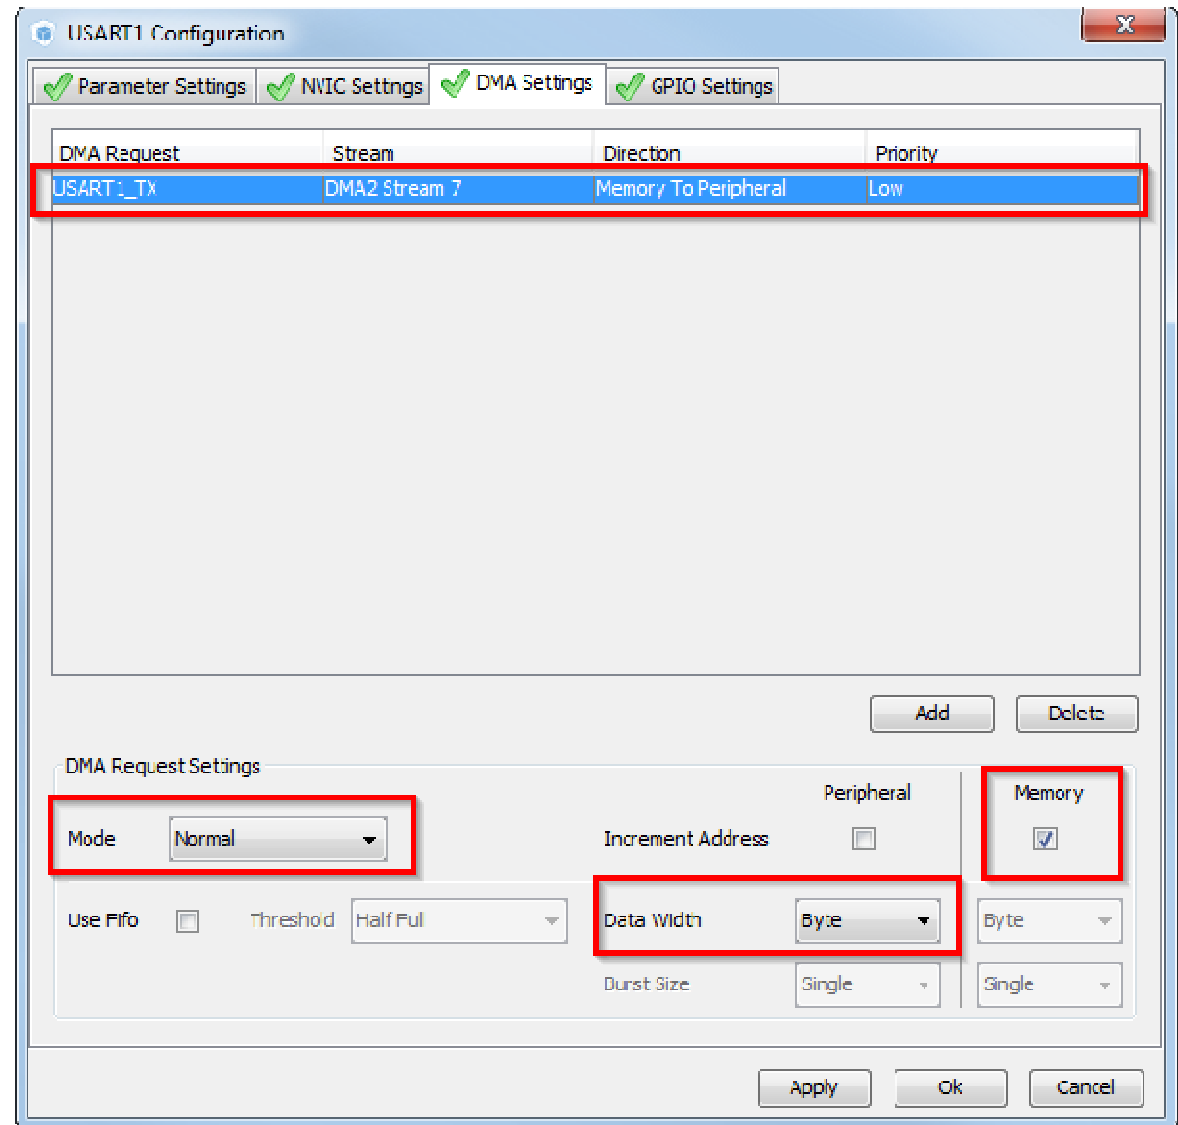 USART1 Configuration
Parameter Settings NVIC Settings DMA Settings GPIO Settings
DMA Request Stream Direction Priority
USART1_TX DMA2 Stream 7 Memory To Peripheral Low
Add Delete
DMA Request Settings
Peripheral Memory
Mode Normal Increment Address
Use Fifo Threshold Half Full Data Width Byte Byte
Burst Size Single Single
Apply Ok Cancel